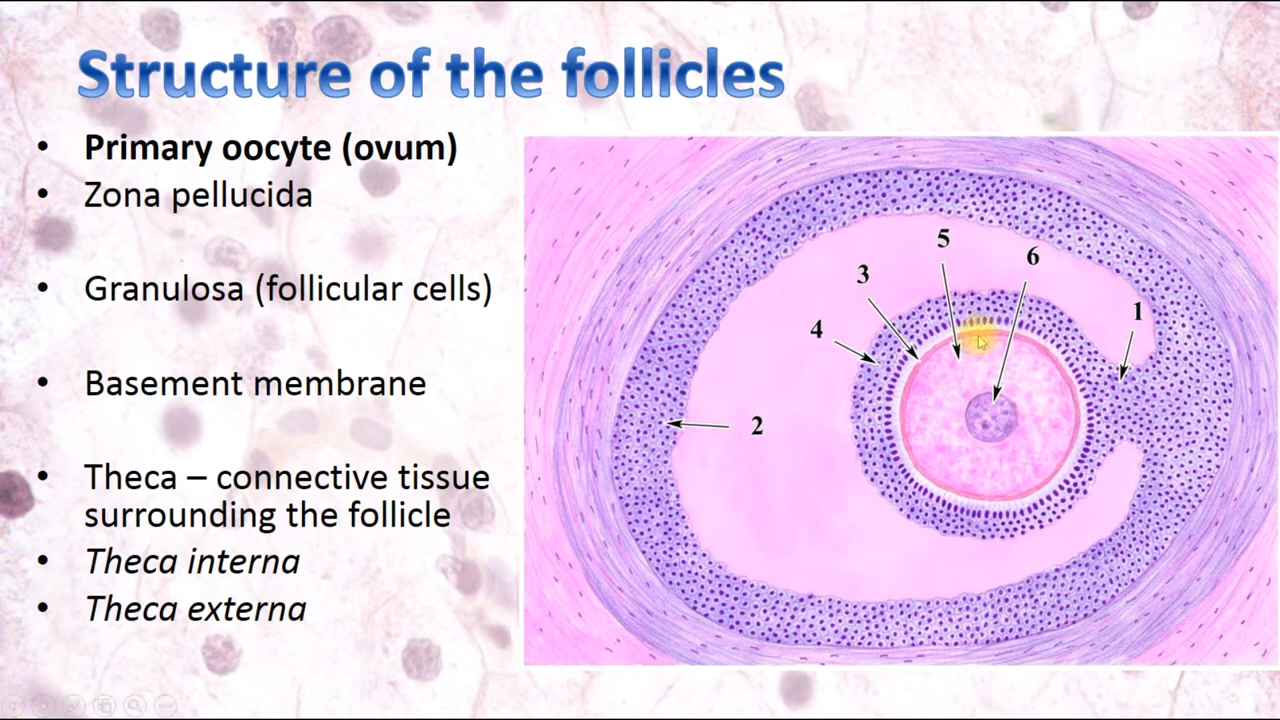 Structure of the follicles
• Primary oocyte (ovum)
• Zona pellucida
• Granulosa (follicular cells)
• Basement membrane
• Theca – connective tissue
surrounding the follicle
• Theca interna
• Theca externa
5
6
3
1
4
2